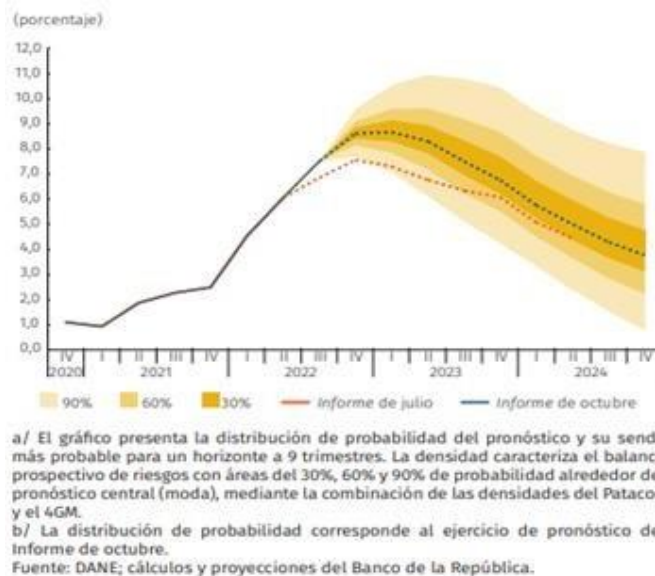 (porcentaje)
12,0
11,0
10,0
9,0
8,0
7,0
6,0
5,0
4,0
3,0
2,0
1,0
0,0
IV I II III IV I II III IV I II III IV I II III IV
2020 2021 2022 2023 2024
90% 60% 30% Informe de julio Informe de octubre
a/ El gráfico presenta la distribución de probabilidad del pronóstico y su send
más probable para un horizonte a 9 trimestres. La densidad caracteriza el balanc
prospectivo de riesgos con áreas del 30%, 60% y 90% de probabilidad alrededor de
pronóstico central (moda), mediante la combinación de las densidades del Pataco
y el 4GM.
b/ La distribución de probabilidad corresponde al ejercicio de pronóstico de
Informe de octubre.
Fuente: DANE; cálculos y proyecciones del Banco de la República.